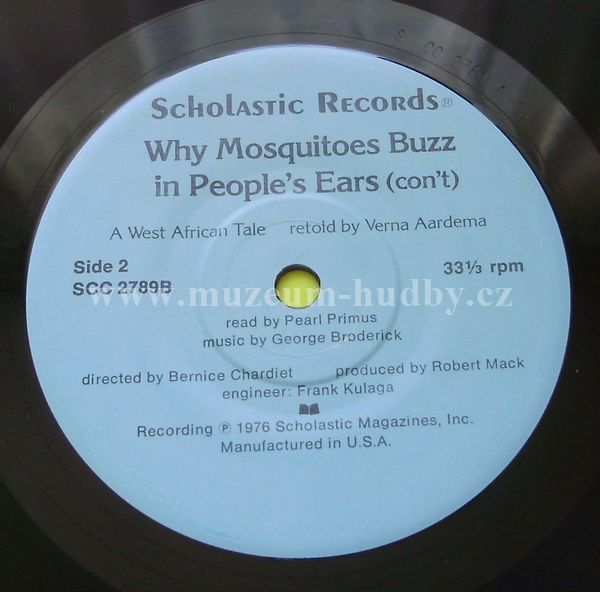 SCHOLASTIC RECORDS®
Why Mosquitoes Buzz
in People's Ears (con't)
A West African Tale retold by Verna Aardema
Side 2 33⅓ rpm
SCC 2789B
www.muzeum-hudby.cz
read by Pearl Primus
music by George Broderick
directed by Bernice Chardiet produced by Robert Mack
engineer: Frank Kulaga
Recording ℗ 1976 Scholastic Magazines, Inc.
Manufactured in U.S.A.